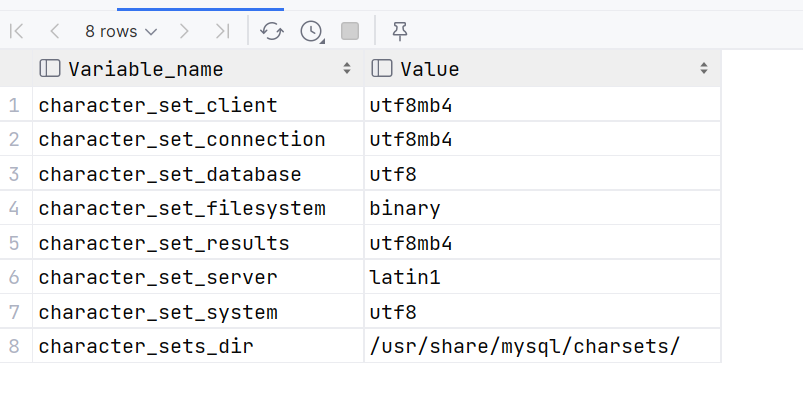 8 rows
Variable_name Value
1 character_set_client utf8mb4
2 character_set_connection utf8mb4
3 character_set_database utf8
4 character_set_filesystem binary
5 character_set_results utf8mb4
6 character_set_server latin1
7 character_set_system utf8
8 character_sets_dir /usr/share/mysql/charsets/